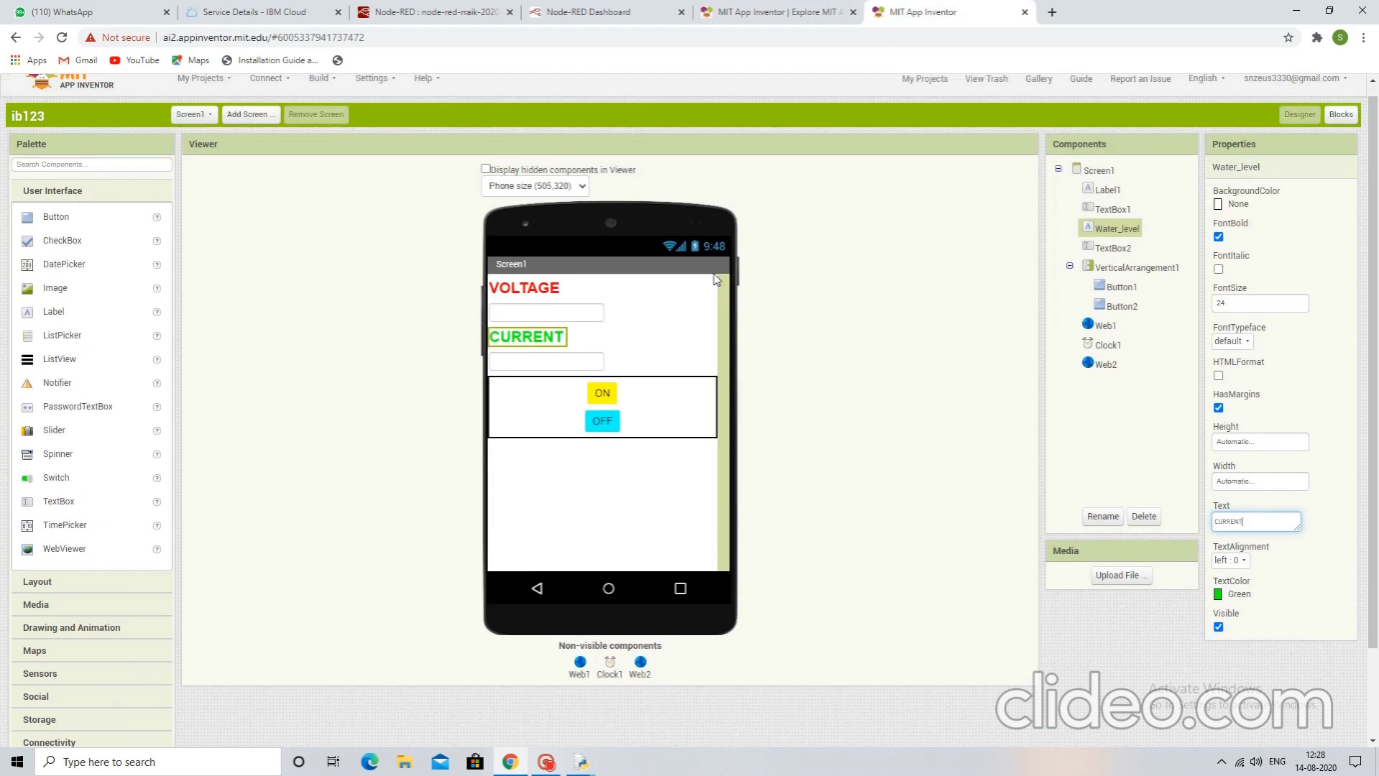 (110) WhatsApp
Service Details - IBM Cloud
Node-RED : node-red-rraik-2020
Node-RED Dashboard
MIT App Inventor | Explore MIT A
MIT App Inventor
Not secure | ai2.appinventor.mit.edu/#6005337941737472
S
Apps
Gmail
YouTube
Maps
Installation Guide a...
MIT
APP INVENTOR
My Projects
Connect
Build
Settings
Help
My Projects
View Trash
Gallery
Guide
Report an Issue
English
snzeus3330@gmail.com
ib123
Screen1
Add Screen ...
Remove Screen
Designer
Blocks
Palette
Search Components...
User Interface
Button
CheckBox
DatePicker
Image
Label
ListPicker
ListView
Notifier
PasswordTextBox
Slider
Spinner
Switch
TextBox
TimePicker
WebViewer
Layout
Media
Drawing and Animation
Maps
Sensors
Social
Storage
Connectivity
Viewer
Display hidden components in Viewer
Phone size (505,320)
9:48
Screen1
VOLTAGE
CURRENT
ON
OFF
Non-visible components
Web1
Clock1
Web2
Components
Screen1
Label1
TextBox1
Water_level
TextBox2
VerticalArrangement1
Button1
Button2
Web1
Clock1
Web2
Rename
Delete
Media
Upload File ...
Properties
Water_level
BackgroundColor
None
FontBold
FontItalic
FontSize
24
FontTypeface
default
HTMLFormat
HasMargins
Height
Automatic...
Width
Automatic...
Text
CURRENT
TextAlignment
left : 0
TextColor
Green
Visible
Activate Windows
Go to Settings to activate Windows.
clideo.com
Type here to search
ENG
12:28
14-08-2020